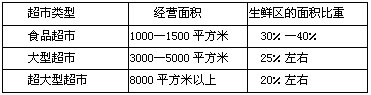 超市类型 经营面积 生鲜区的面积比重
食品超市 1000—1500 平方米 30% —40%
大型超市 3000—5000 平方米 25% 左右
超大型超市 8000 平方米以上 20% 左右